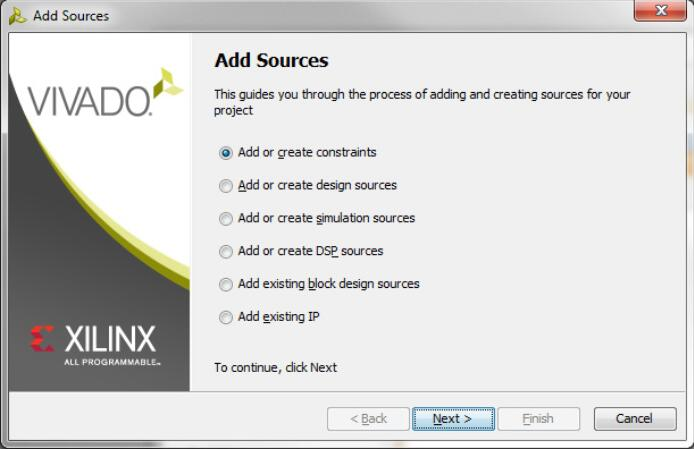 Add Sources
VIVADO.
Add Sources
This guides you through the process of adding and creating sources for your
project
Add or create constraints
Add or create design sources
Add or create simulation sources
Add or create DSP sources
Add existing block design sources
Add existing IP
To continue, click Next
XILINX
ALL PROGRAMMABLE™
< Back
Next >
Finish
Cancel